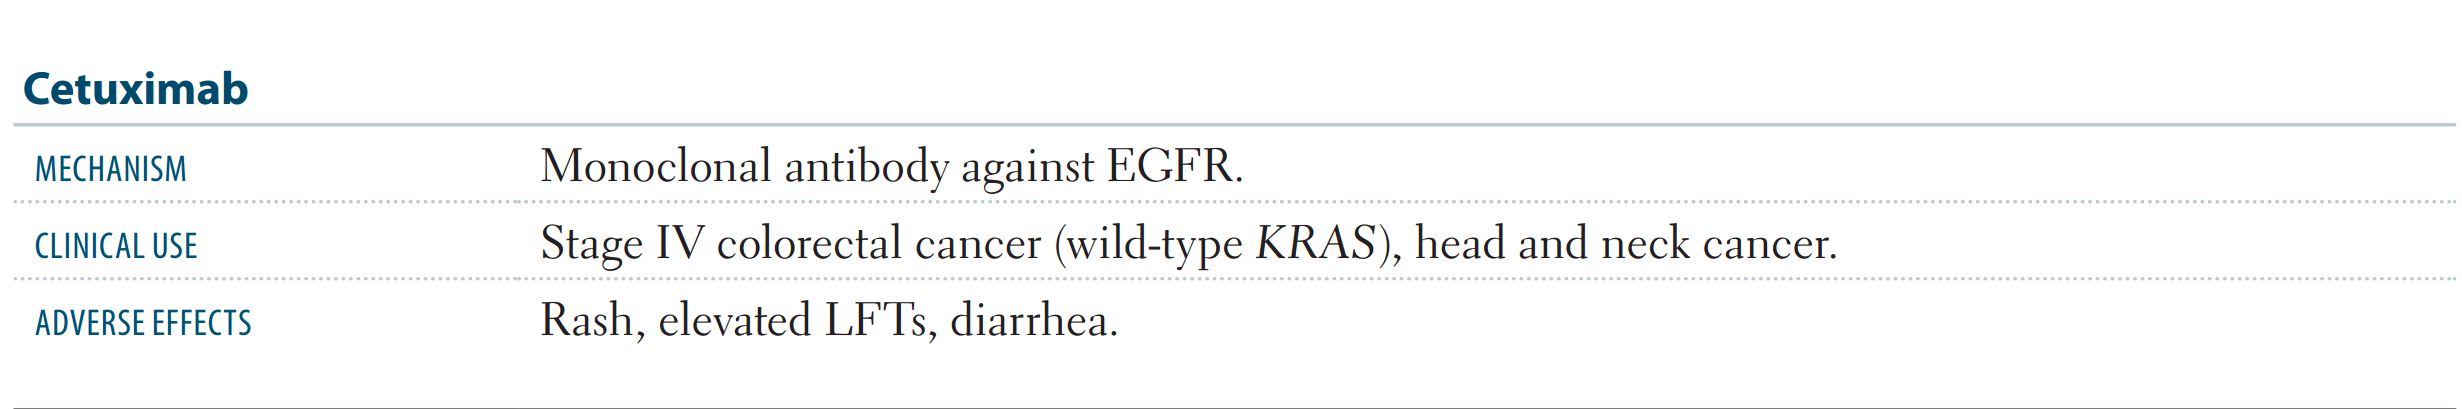 Cetuximab
MECHANISM Monoclonal antibody against EGFR.
CLINICAL USE Stage IV colorectal cancer (wild-type KRAS), head and neck cancer.
ADVERSE EFFECTS Rash, elevated LFTs, diarrhea.